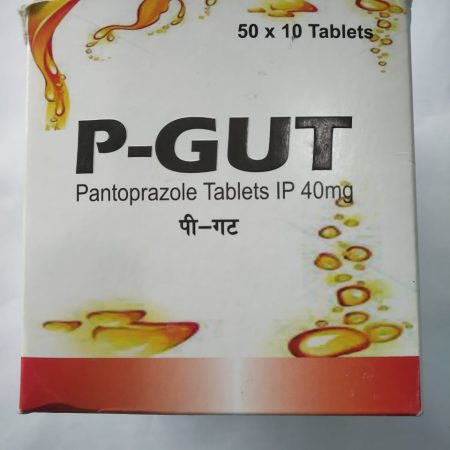 50 x 10 Tablets
P-GUT
Pantoprazole Tablets IP 40mg
पी-गट